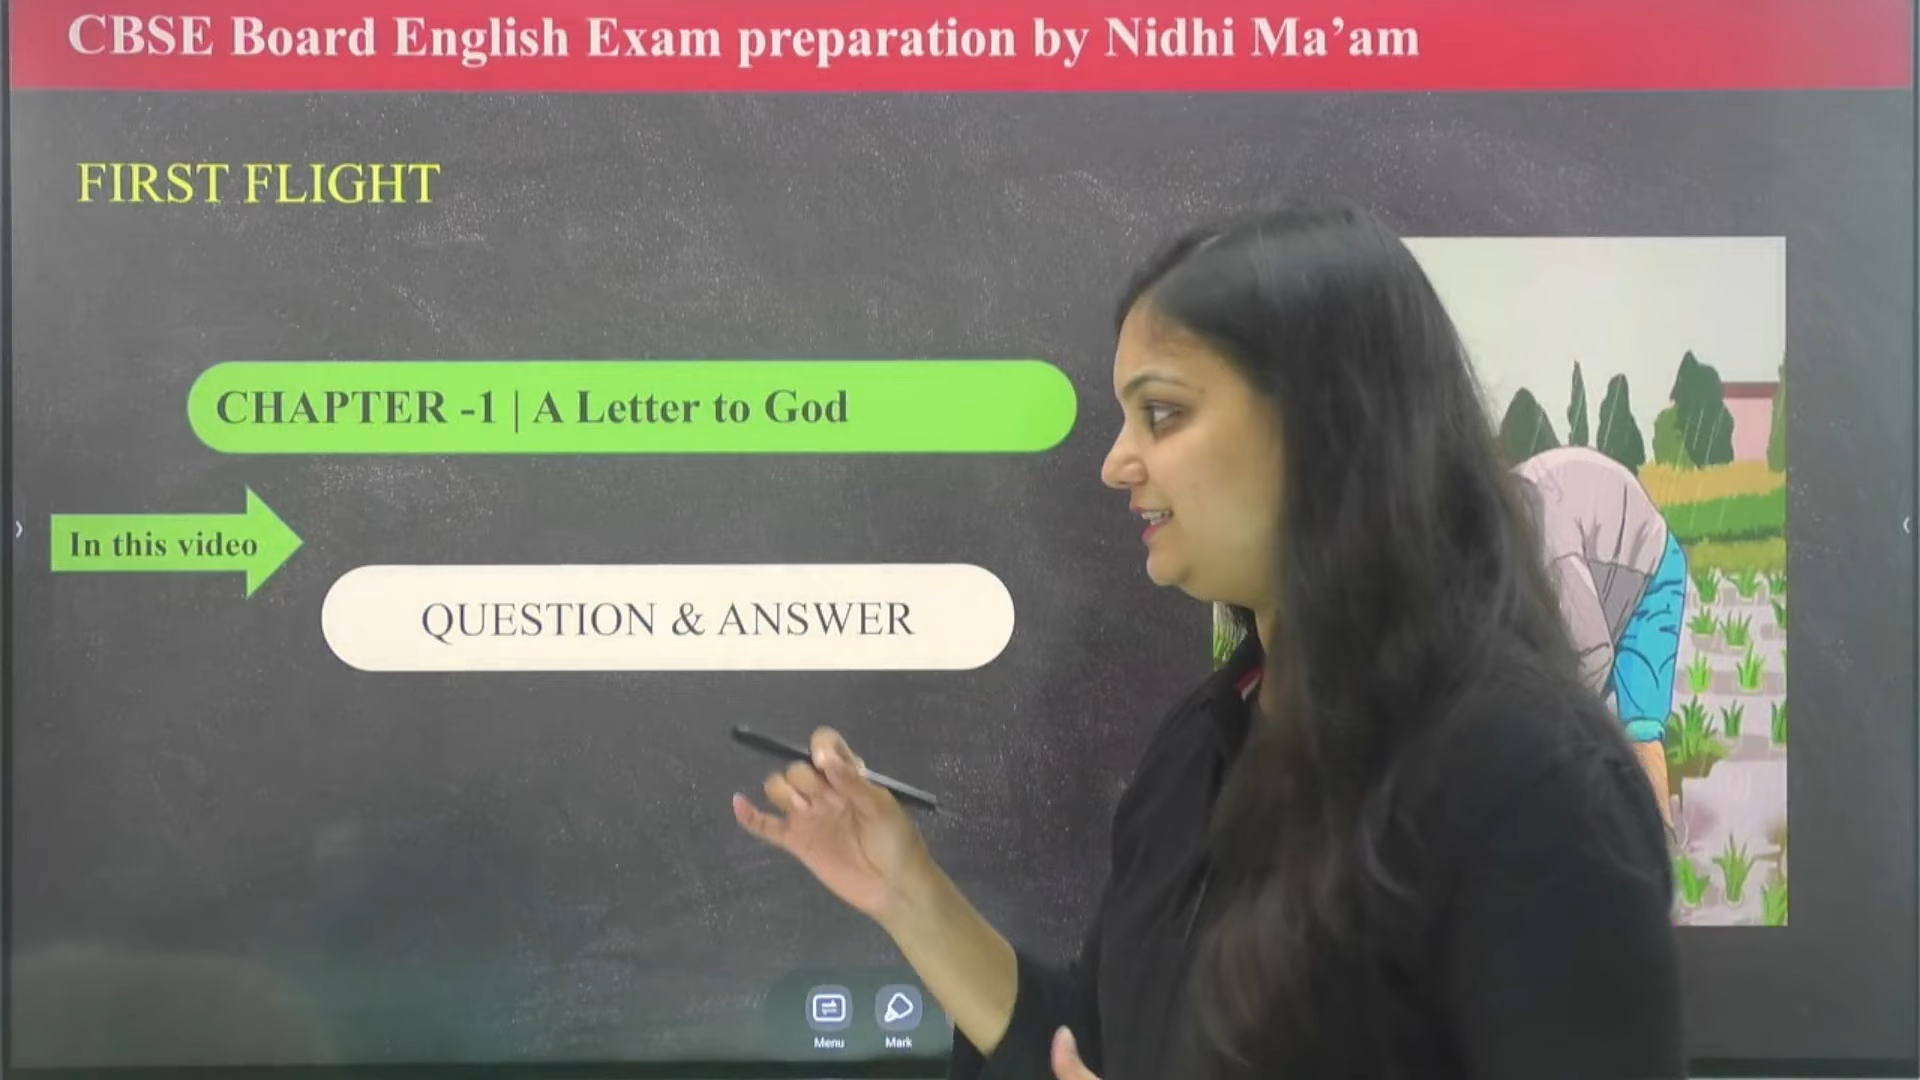 CBSE Board English Exam preparation by Nidhi Ma’am
FIRST FLIGHT
CHAPTER -1 | A Letter to God
In this video
QUESTION & ANSWER
Menu
Mark